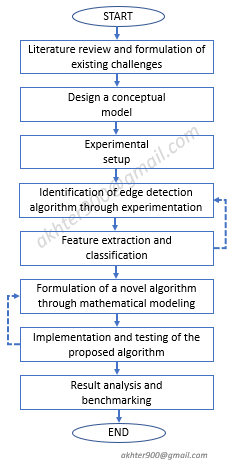 START
Literature review and formulation of
existing challenges
Design a conceptual
model
Experimental
setup
Identification of edge detection
algorithm through experimentation
Feature extraction and
classification
Formulation of a novel algorithm
through mathematical modeling
Implementation and testing of the
proposed algorithm
Result analysis and
benchmarking
END
akhter900@gmail.com
akhter900@gmail.com